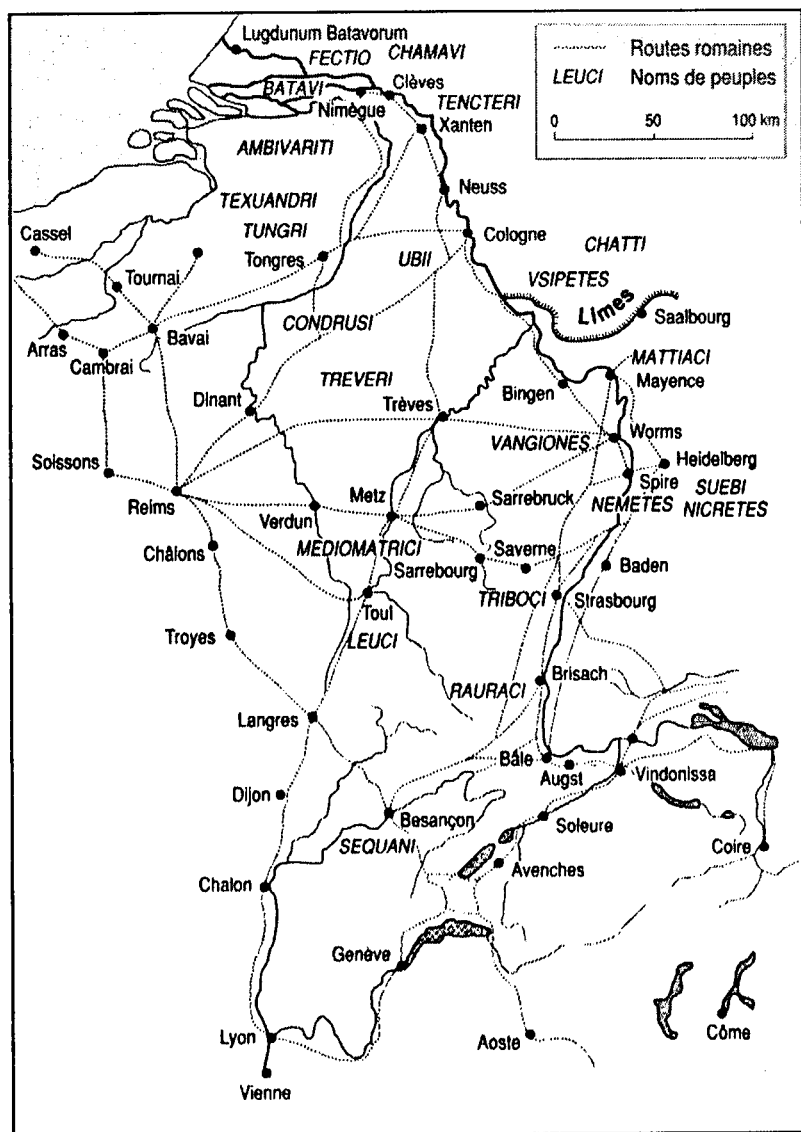 Lugdunum Batavorum
FECTIO
CHAMAVI
BATAVI
Clèves
Nimègue
TENCTERI
Xanten
AMBIVARITI
Neuss
TEXUANDRI
TUNGRI
Cassel
Cologne
Tongres
UBII
CHATTI
Tournai
VSIPETES
Limes
Saalbourg
Bavai
CONDRUSI
Arras
Cambrai
MATTIACI
Mayence
TREVERI
Dinant
Bingen
Trèves
VANGIONES
Worms
Soissons
Heidelberg
Reims
Metz
Sarrebruck
Spire
SUEBI
NICRETES
NEMETES
Verdun
MEDIOMATRICI
Saverne
Châlons
Sarrebourg
Baden
TRIBOCI
Strasbourg
Toul
LEUCI
Troyes
RAURACI
Brisach
Langres
Bâle
Augst
Vindonissa
Dijon
Besançon
Soleure
SEQUANI
Coire
Avenches
Chalon
Genève
Lyon
Aoste
Côme
Vienne
Routes romaines
LEUCI Noms de peuples
0 50 100 km